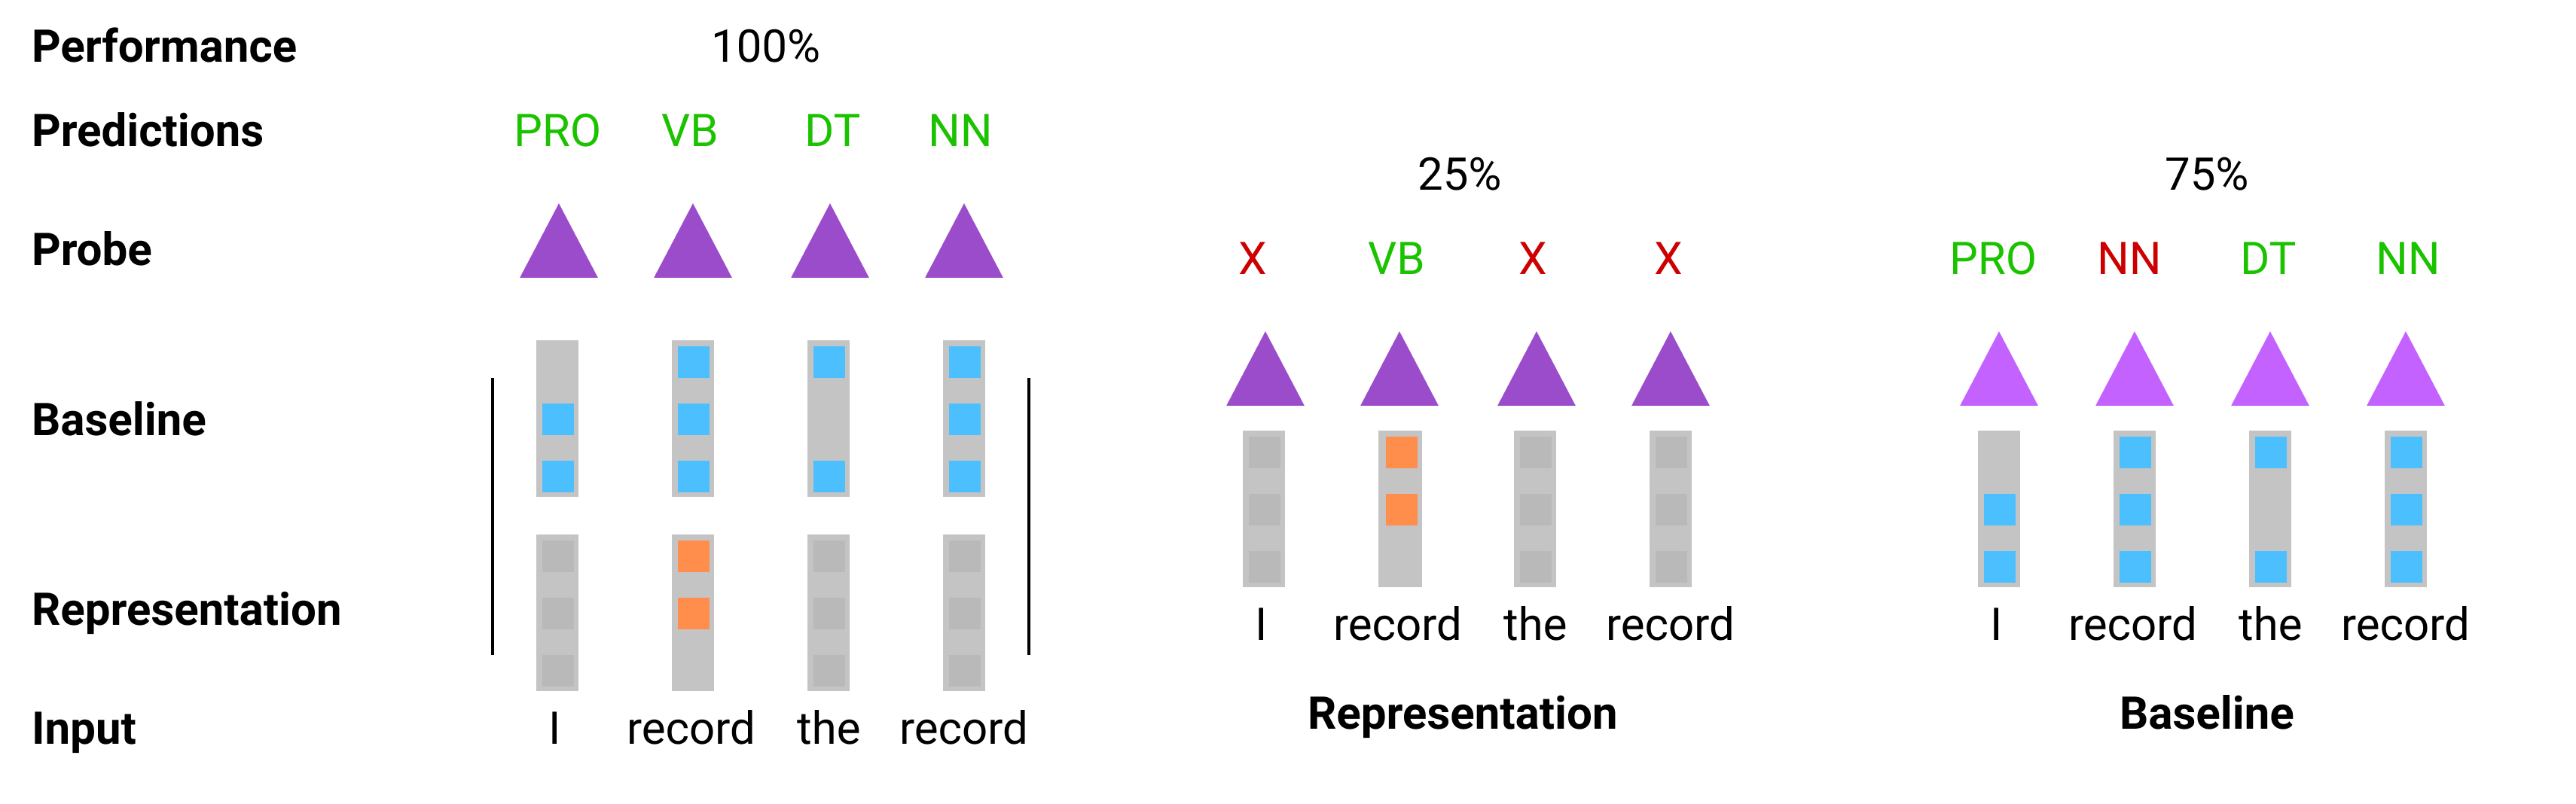 Performance 100%
Predictions PRO VB DT NN
Probe
Baseline
Representation
Input I record the record
25%
X VB X X
I record the record
Representation
75%
PRO NN DT NN
I record the record
Baseline